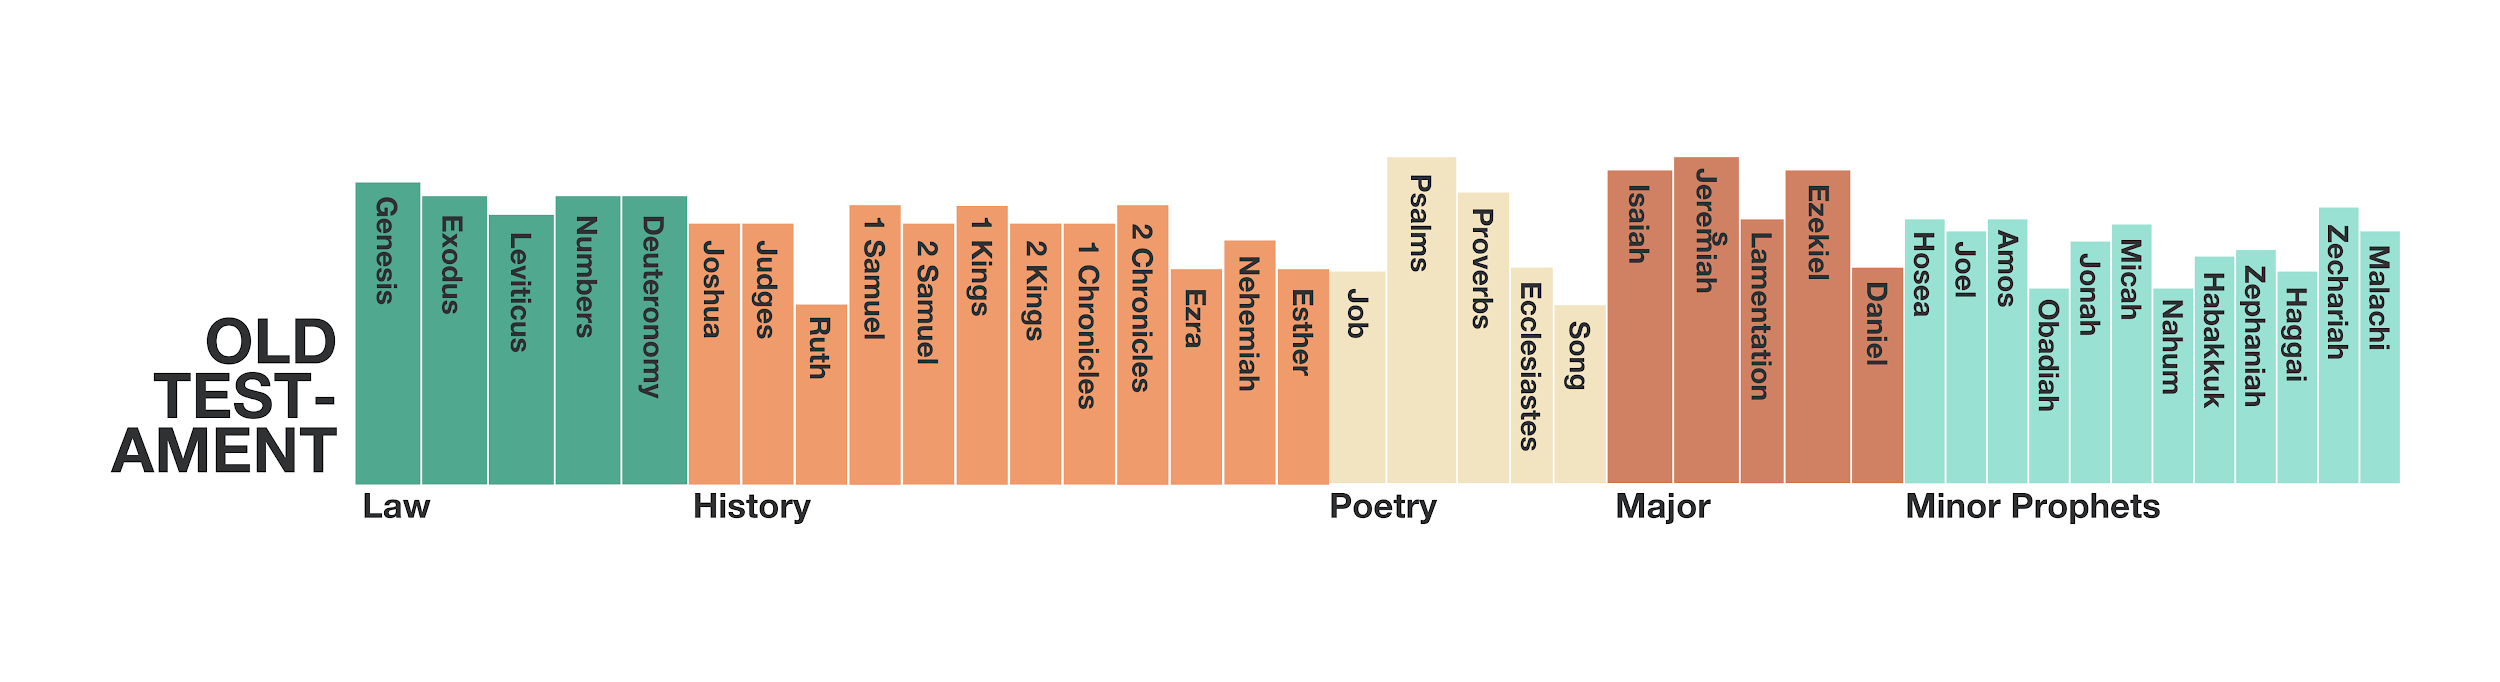 OLD
TEST-
AMENT
Genesis
Exodus
Leviticus
Numbers
Deuteronomy
Joshua
Judges
Ruth
1 Samuel
2 Samuel
1 Kings
2 Kings
1 Chronicles
2 Chronicles
Ezra
Nehemiah
Esther
Job
Psalms
Proverbs
Ecclesiastes
Song
Isaiah
Jeremiah
s
Lamentation
Ezekiel
Daniel
Hosea
Joel
Amos
Obadiah
Jonah
Micah
Nahum
Habakkuk
Zephaniah
Haggai
Zechariah
Malachi
Law
History
Poetry
Major
Minor Prophets